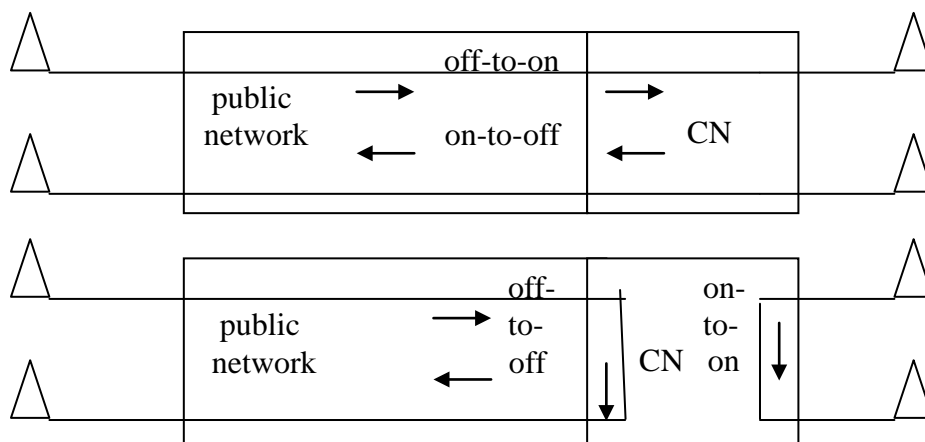 off-to-on
public
network
on-to-off
CN
off-
to-
off
on-
to-
on
public
network
CN